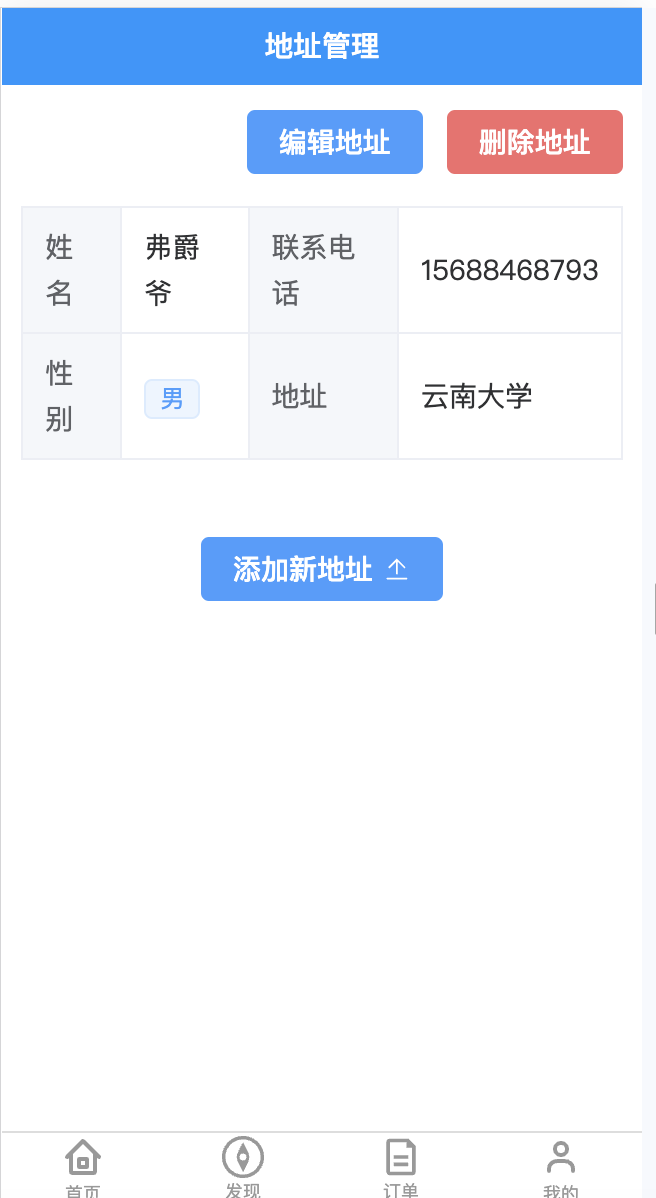 地址管理
编辑地址 删除地址
姓
名
弗爵
爷
联系电
话
15688468793
性
别
男
地址
云南大学
添加新地址
首页 发现 订单 我的